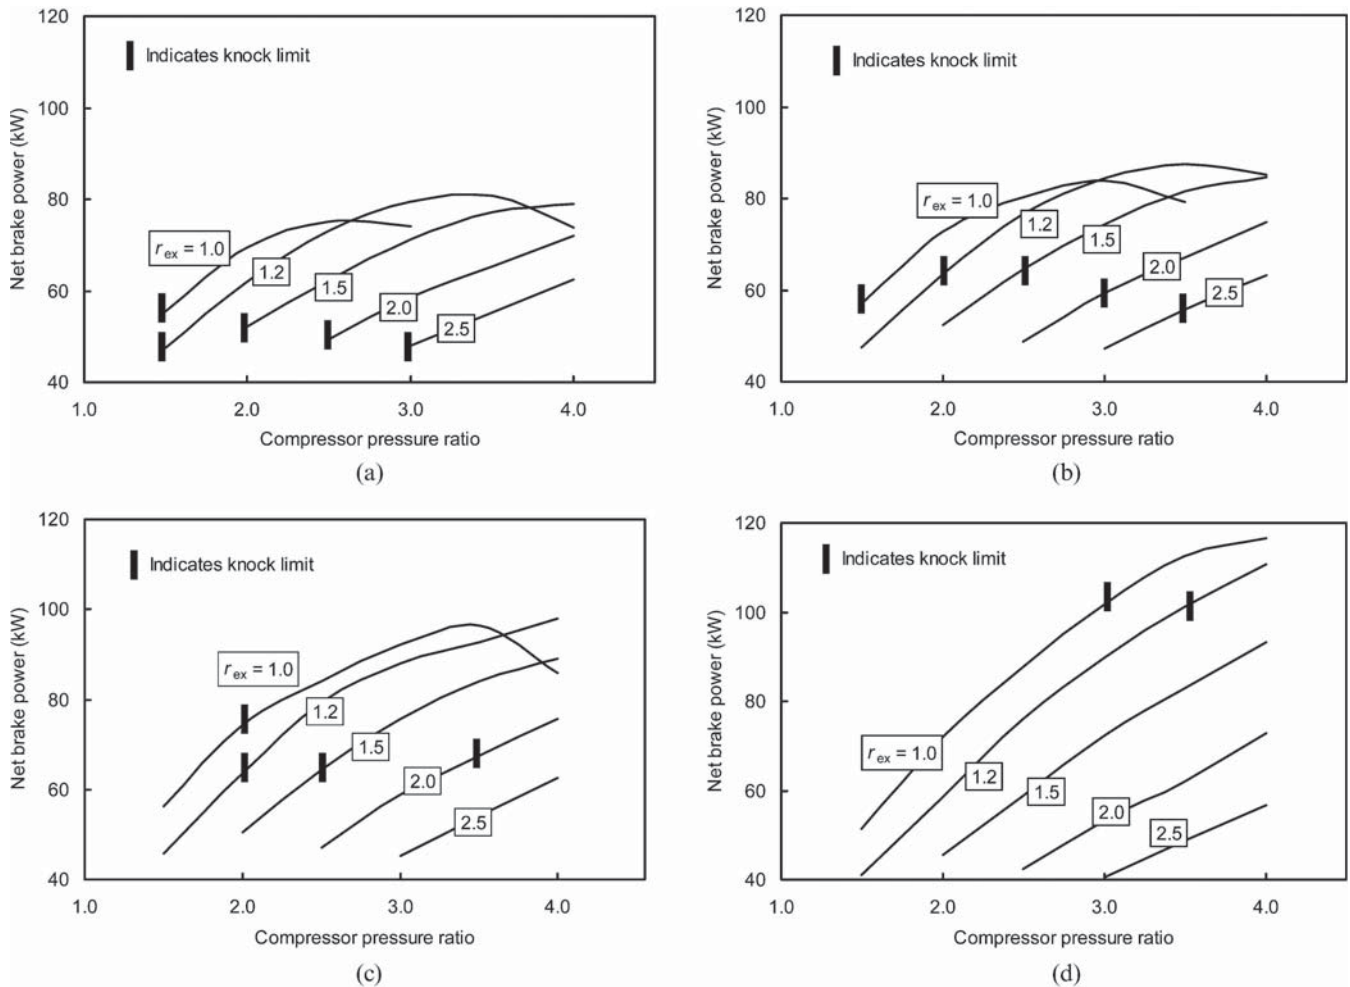 120
Indicates knock limit
100
Net brake power (kW)
80
r_ex = 1.0
1.2
1.5
2.0
2.5
60
40
1.0
2.0
3.0
4.0
Compressor pressure ratio
(a)
120
Indicates knock limit
100
Net brake power (kW)
80
r_ex = 1.0
1.2
1.5
2.0
2.5
60
40
1.0
2.0
3.0
4.0
Compressor pressure ratio
(b)
120
Indicates knock limit
100
Net brake power (kW)
80
r_ex = 1.0
1.2
1.5
2.0
2.5
60
40
1.0
2.0
3.0
4.0
Compressor pressure ratio
(c)
120
Indicates knock limit
100
Net brake power (kW)
80
r_ex = 1.0
1.2
1.5
2.0
2.5
60
40
1.0
2.0
3.0
4.0
Compressor pressure ratio
(d)